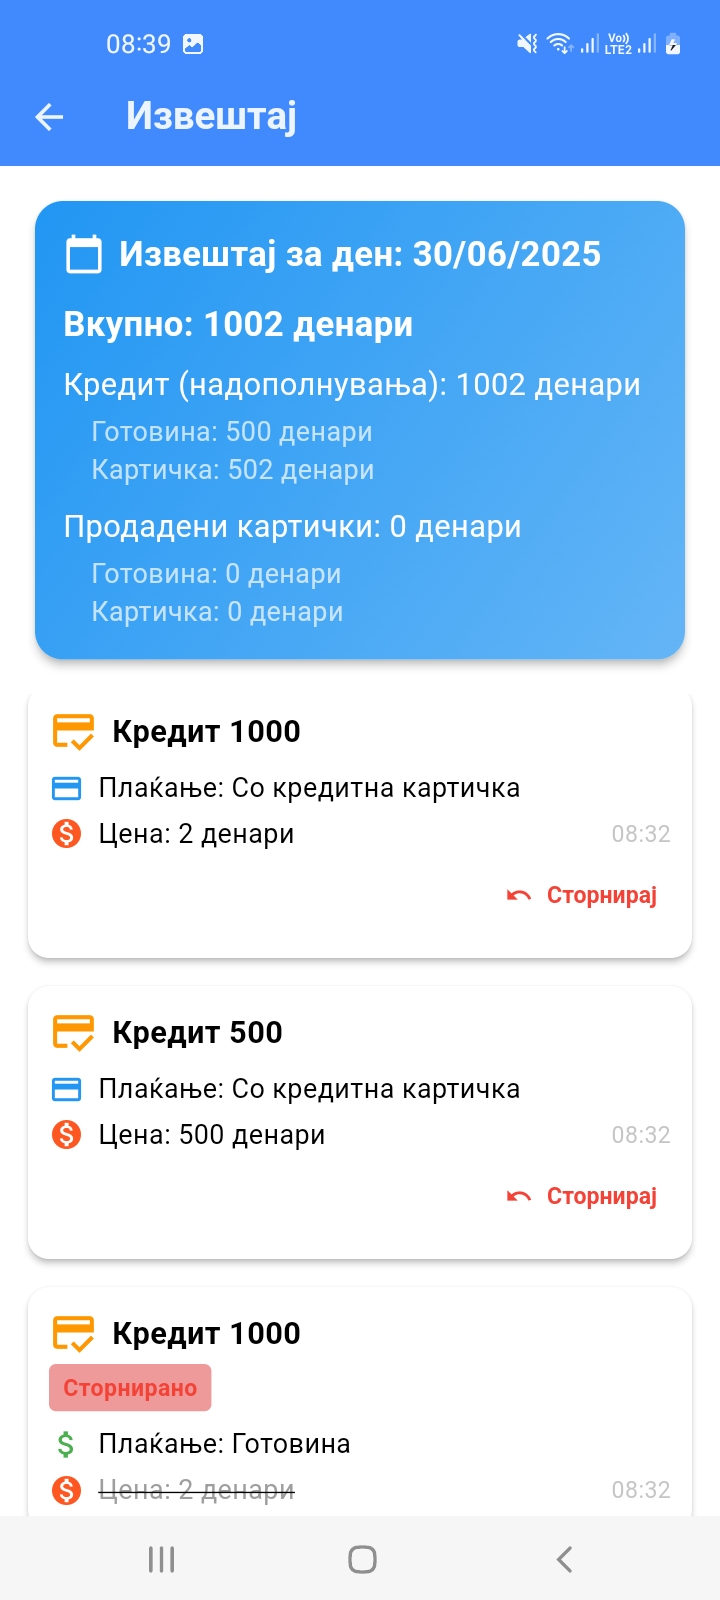 08:39
Vo))
LTE2
Извештај
Извештај за ден: 30/06/2025
Вкупно: 1002 денари
Кредит (надополнувања): 1002 денари
Готовина: 500 денари
Картичка: 502 денари
Продадени картички: 0 денари
Готовина: 0 денари
Картичка: 0 денари
Кредит 1000
Плаќање: Со кредитна картичка
Цена: 2 денари 08:32
Сторнирај
Кредит 500
Плаќање: Со кредитна картичка
Цена: 500 денари 08:32
Сторнирај
Кредит 1000
Сторнирано
Плаќање: Готовина
Цена: 2 денари 08:32